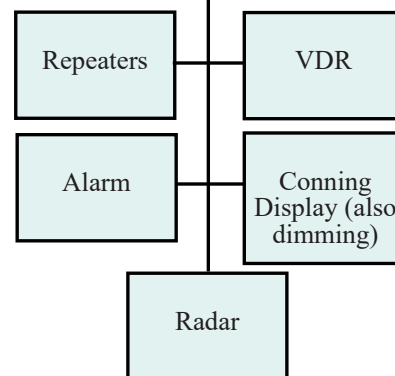 Repeaters
VDR
Alarm
Conning
Display (also
dimming)
Radar